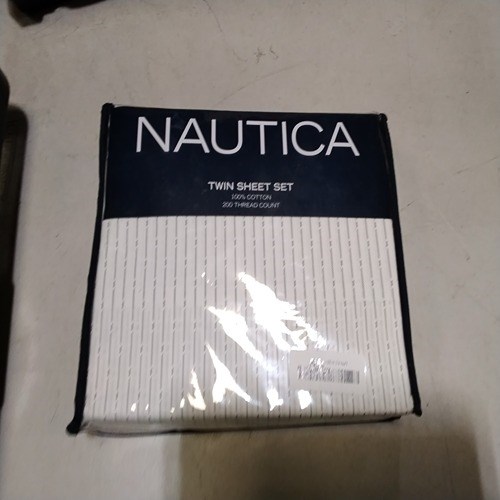 NAUTICA
TWIN SHEET SET
100% COTTON
200 THREAD COUNT